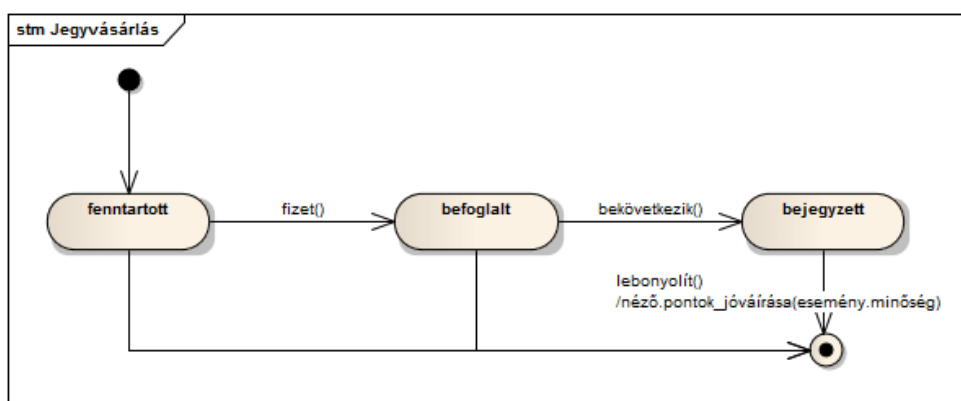 stm Jegyvásárlás
fenntartott
fizet()
befoglalt
bekövetkezik()
bejegyzett
lebonyolít()
/néző.pontok_jóváírása(esemény.minőség)